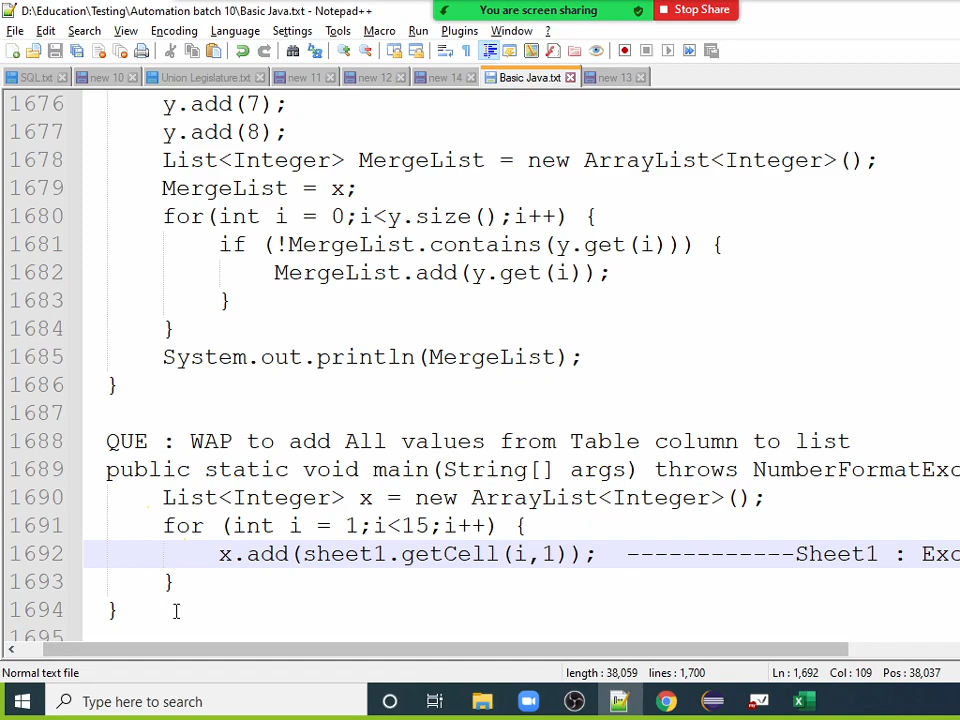 D:\Education\Testing\Automation batch 10\Basic Java.txt - Notepad++
You are screen sharing
Stop Share
File Edit Search View Encoding Language Settings Tools Macro Run Plugins Window ?
SQL.txt new 10 Union Legislature.txt new 11 new 12 new 14 Basic Java.txt new 13
1676 y.add(7);
1677 y.add(8);
1678 List<Integer> MergeList = new ArrayList<Integer>();
1679 MergeList = x;
1680 for(int i = 0;i<y.size();i++) {
1681 if (!MergeList.contains(y.get(i))) {
1682 MergeList.add(y.get(i));
1683 }
1684 }
1685 System.out.println(MergeList);
1686 }
1687
1688 QUE : WAP to add All values from Table column to list
1689 public static void main(String[] args) throws NumberFormatExc
1690 List<Integer> x = new ArrayList<Integer>();
1691 for (int i = 1;i<15;i++) {
1692 x.add(sheet1.getCell(i,1)); ------------Sheet1 : Exc
1693 }
1694 }
1695
Normal text file length : 38,059 lines : 1,700 Ln : 1,692 Col : 109 Pos : 38,037
Type here to search